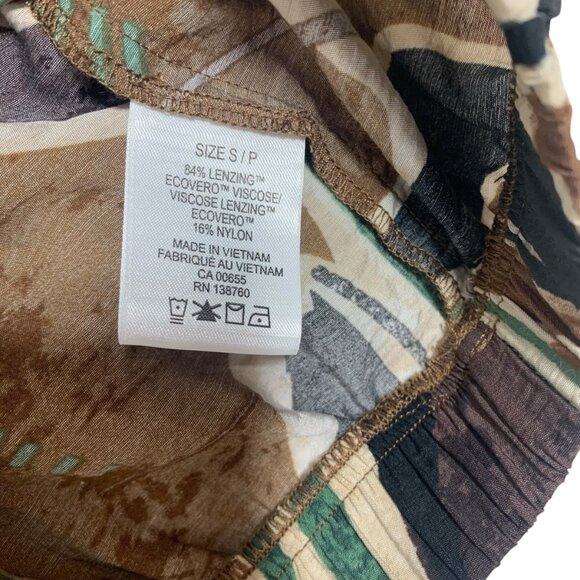 SIZE S / P
84% LENZING™
ECOVERO™ VISCOSE/
VISCOSE LENZING™
ECOVERO™
16% NYLON
MADE IN VIETNAM
FABRIQUÉ AU VIETNAM
CA 00655
RN 138760